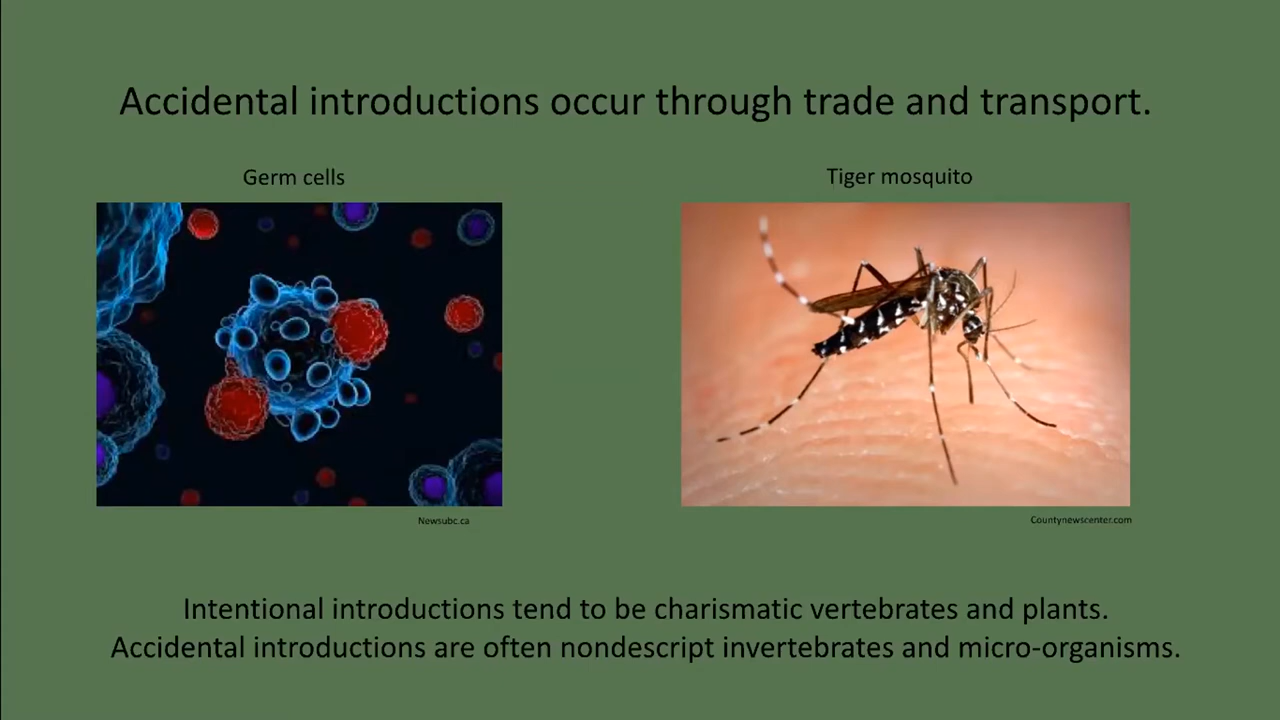 Accidental introductions occur through trade and transport.
Germ cells
Tiger mosquito
Newsubc.ca
Countynewscenter.com
Intentional introductions tend to be charismatic vertebrates and plants.
Accidental introductions are often nondescript invertebrates and micro-organisms.